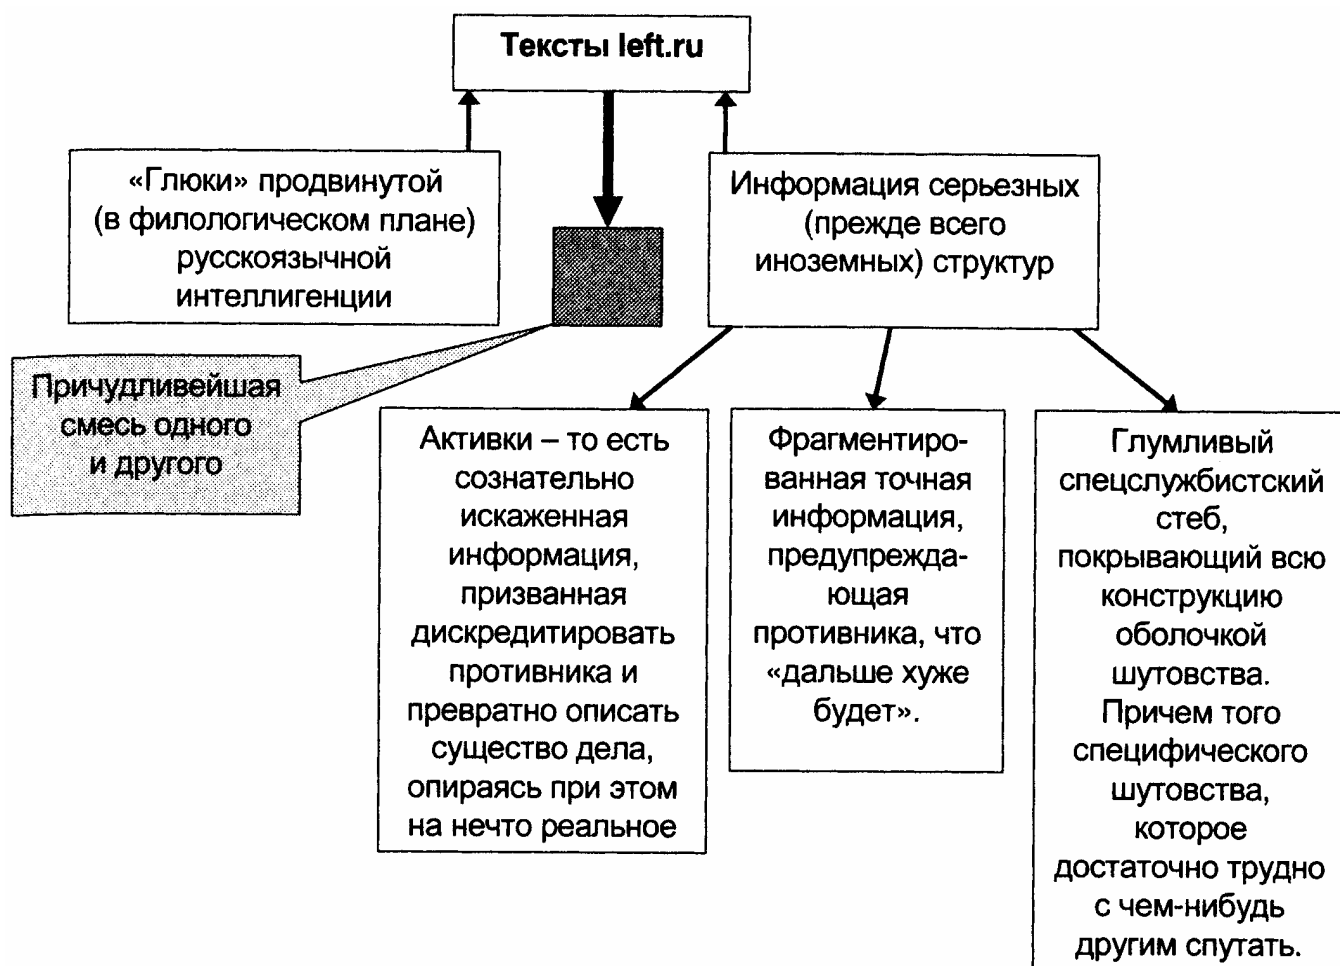 Тексты left.ru
«Глюки» продвинутой
(в филологическом плане)
русскоязычной
интеллигенции
Информация серьезных
(прежде всего
иноземных) структур
Причудливейшая
смесь одного
и другого
Активки – то есть
сознательно
искаженная
информация,
призванная
дискредитировать
противника и
превратно описать
существо дела,
опираясь при этом
на нечто реальное
Фрагментиро-
ванная точная
информация,
предупрежда-
ющая
противника, что
«дальше хуже
будет».
Глумливый
спецслужбистский
стеб,
покрывающий всю
конструкцию
оболочкой
шутовства.
Причем того
специфического
шутовства,
которое
достаточно трудно
с чем-нибудь
другим спутать.